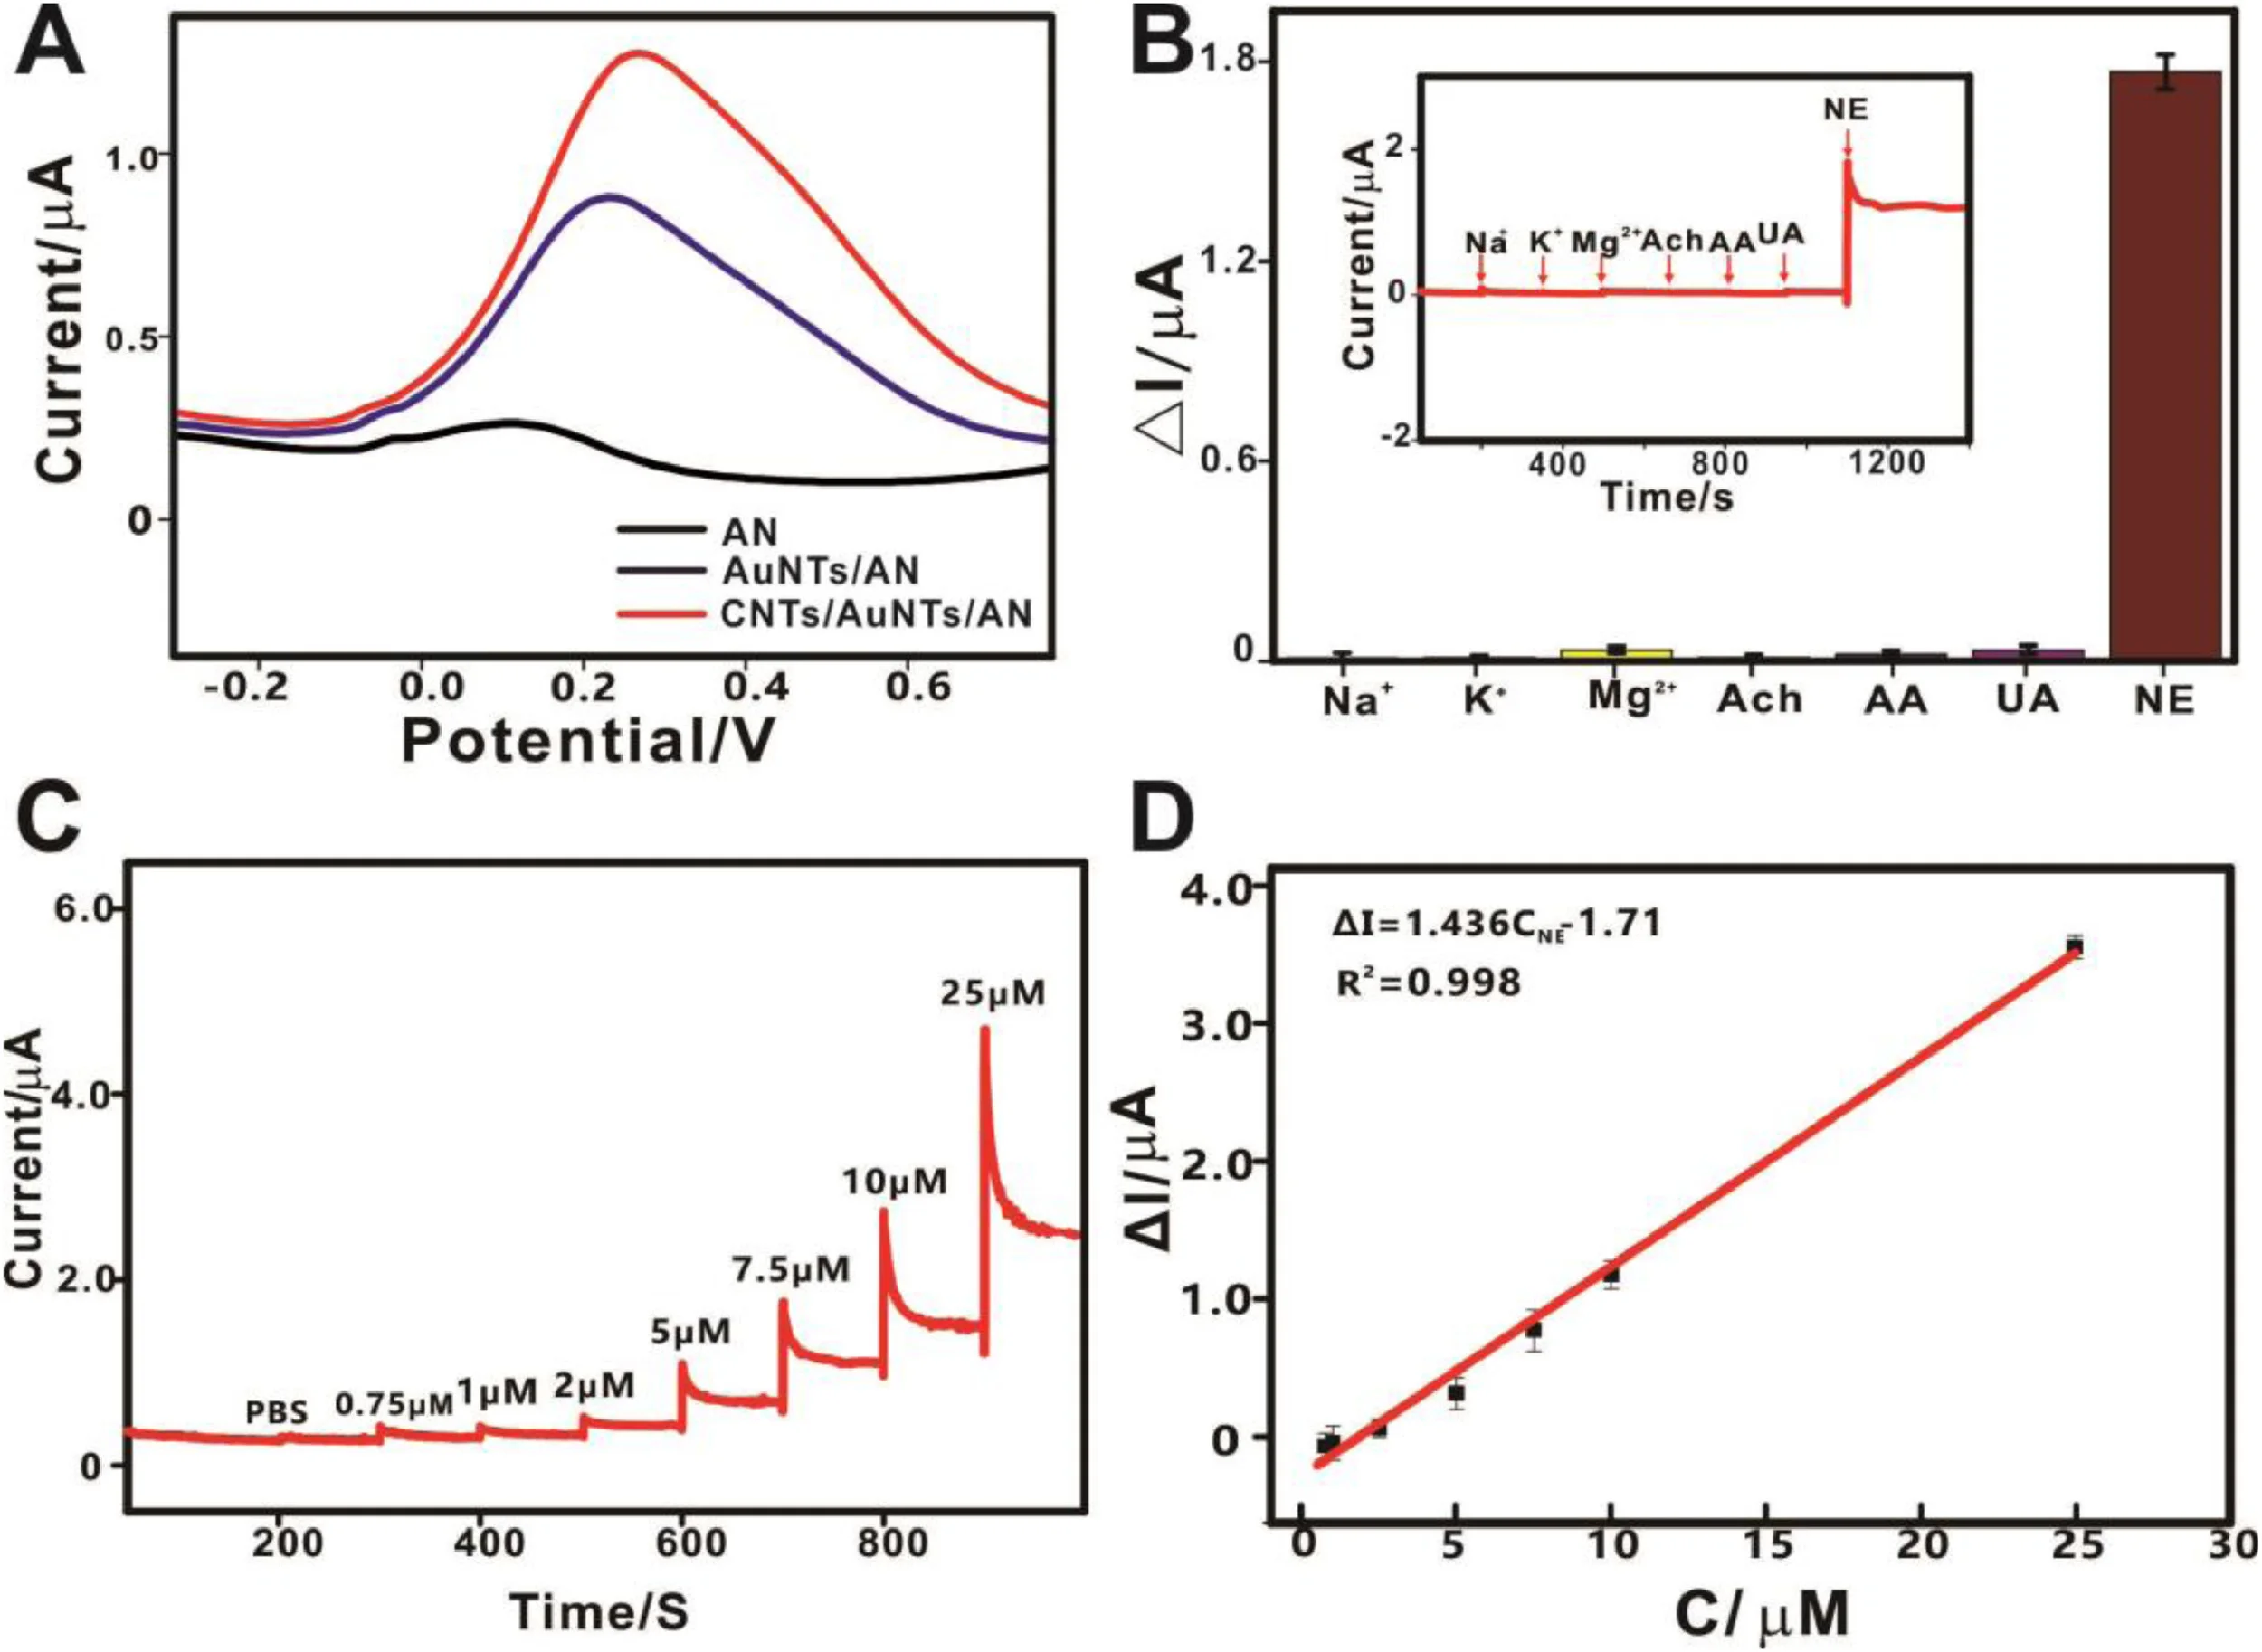 A
Current/μA
1.0
0.5
0
AN
AuNTs/AN
CNTs/AuNTs/AN
-0.2 0.0 0.2 0.4 0.6
Potential/V
B
△I/μA
1.8
1.2
0.6
0
Current/μA
2
0
-2
NE
Na⁺ K⁺ Mg²⁺ Ach AA UA
400 800 1200
Time/s
Na⁺ K⁺ Mg²⁺ Ach AA UA NE
C
Current/μA
6.0
4.0
2.0
0
25μM
10μM
7.5μM
5μM
PBS 0.75μM 1μM 2μM
200 400 600 800
Time/S
D
ΔI/μA
4.0
3.0
2.0
1.0
0
ΔI=1.436C_NE-1.71
R²=0.998
0 5 10 15 20 25 30
C/ μM